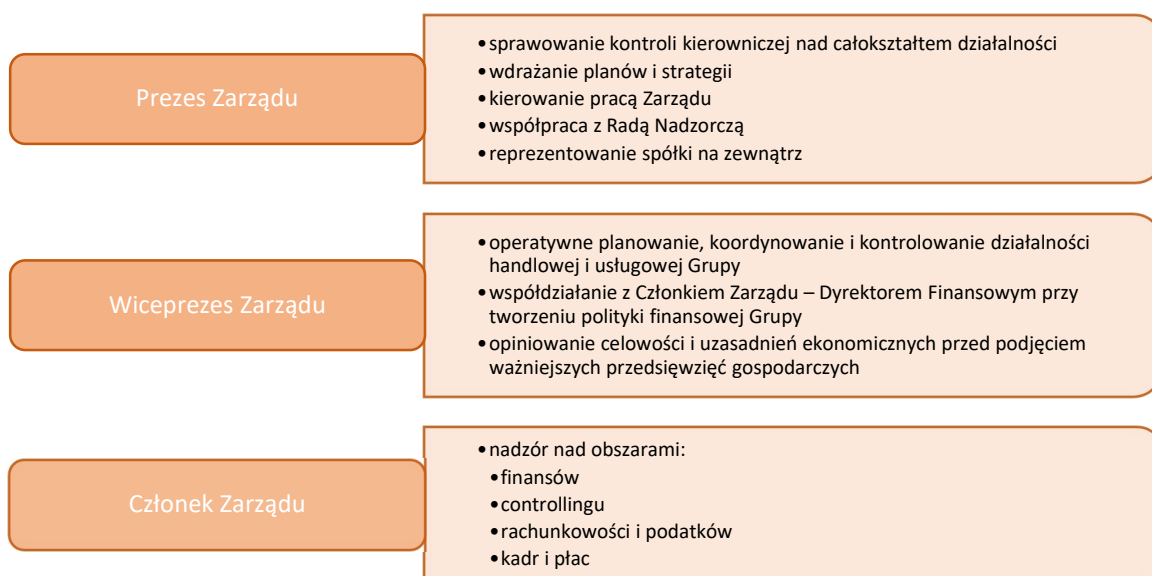 Prezes Zarządu
•sprawowanie kontroli kierowniczej nad całokształtem działalności
•wdrażanie planów i strategii
•kierowanie pracą Zarządu
•współpraca z Radą Nadzorczą
•reprezentowanie spółki na zewnątrz
Wiceprezes Zarządu
•operatywne planowanie, koordynowanie i kontrolowanie działalności
handlowej i usługowej Grupy
•współdziałanie z Członkiem Zarządu – Dyrektorem Finansowym przy
tworzeniu polityki finansowej Grupy
•opiniowanie celowości i uzasadnień ekonomicznych przed podjęciem
ważniejszych przedsięwzięć gospodarczych
Członek Zarządu
•nadzór nad obszarami:
•finansów
•controllingu
•rachunkowości i podatków
•kadr i płac